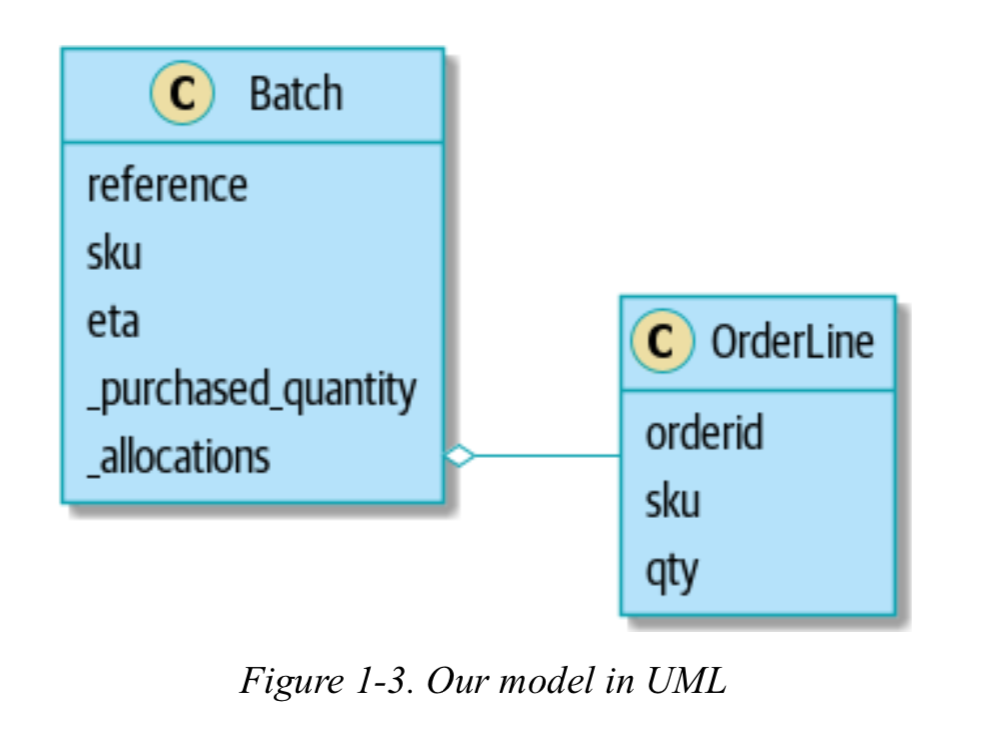 C Batch
reference
sku
eta
_purchased_quantity
_allocations
C OrderLine
orderid
sku
qty
Figure 1-3. Our model in UML